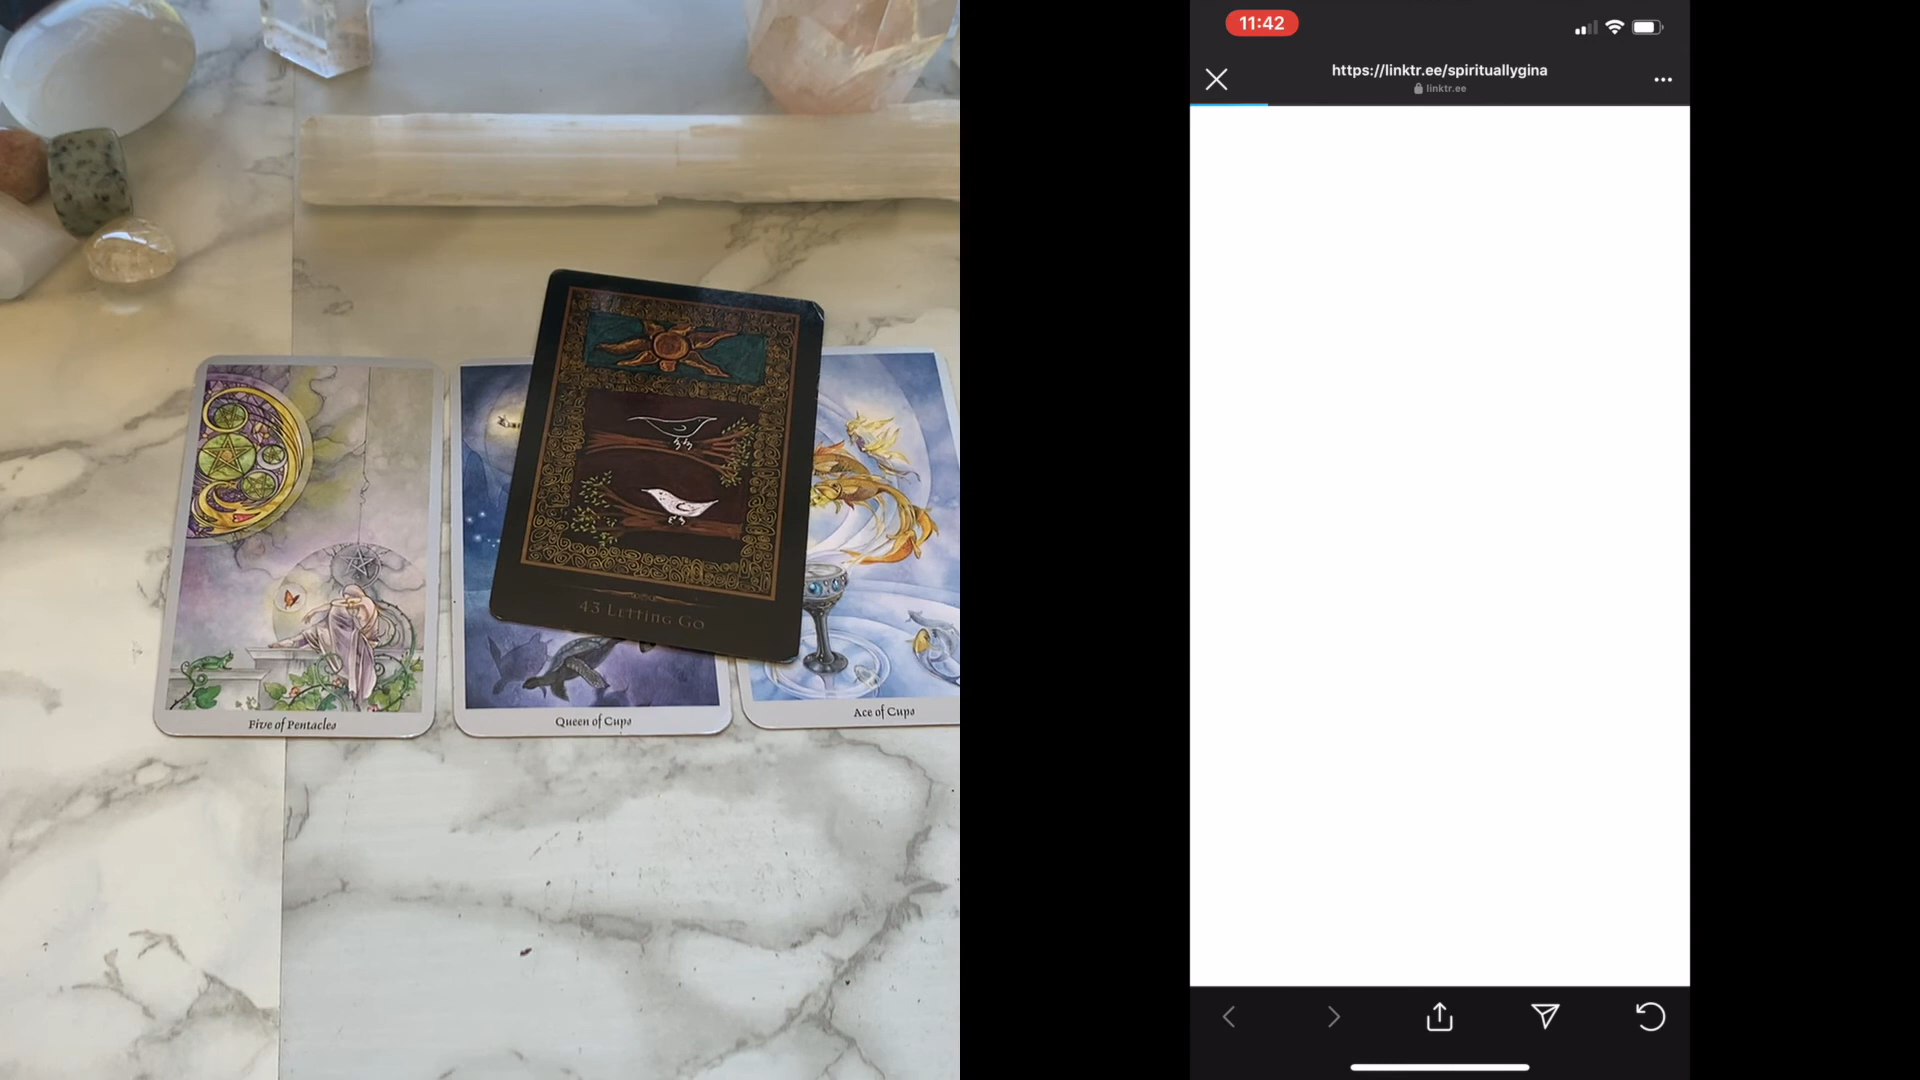 11:42
https://linktr.ee/spirituallygina
linktr.ee
43 Letting Go
Five of Pentacles
Queen of Cups
Ace of Cups